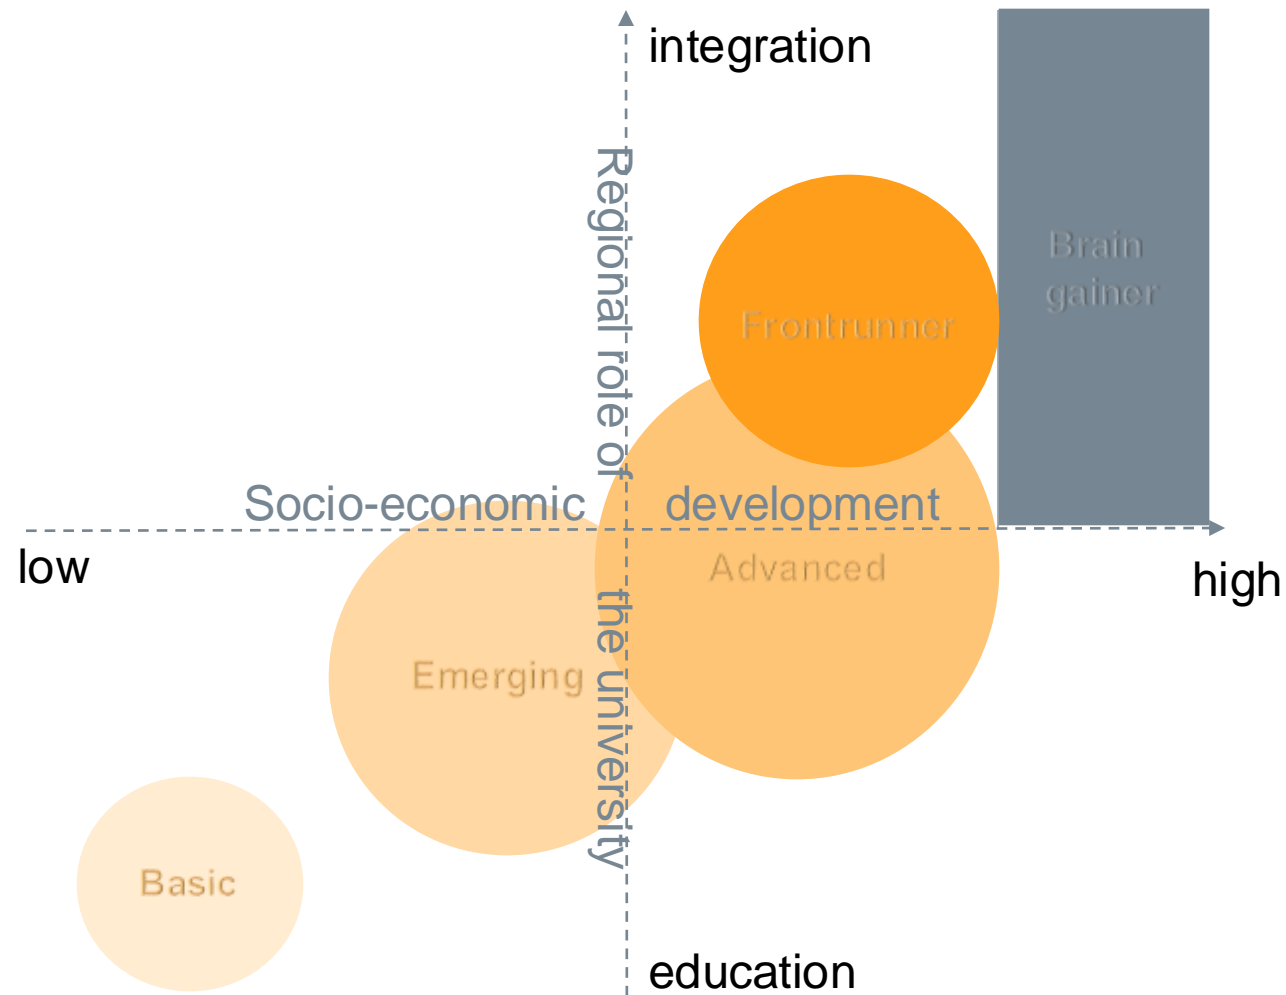 integration
Regional role of the university
Brain
gainer
Frontrunner
Socio-economic development
low
high
Advanced
Emerging
Basic
education